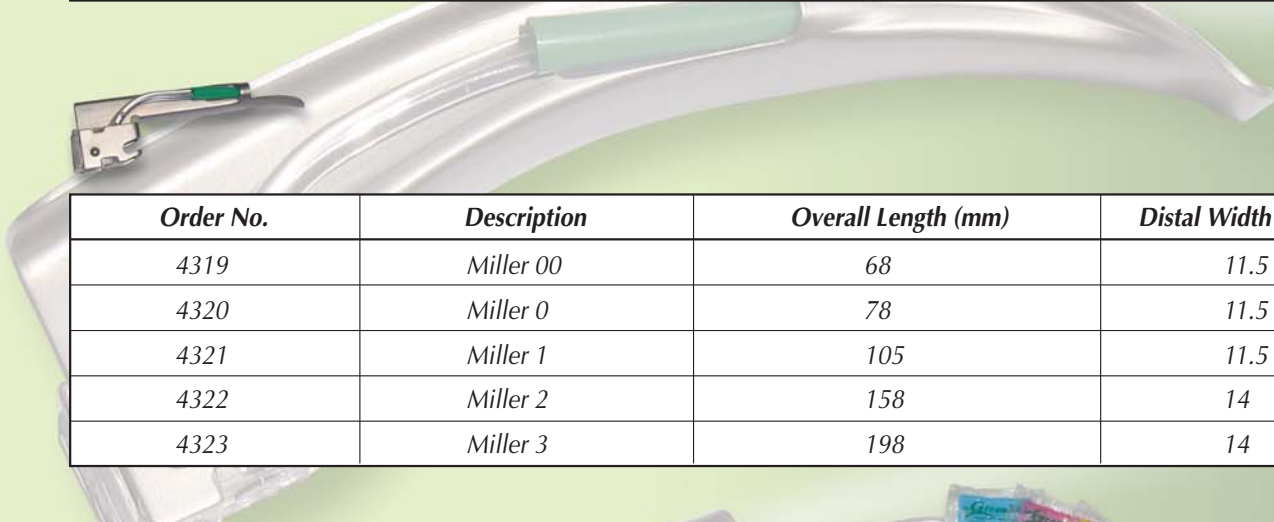 Order No. Description Overall Length (mm) Distal Width
4319 Miller 00 68 11.5
4320 Miller 0 78 11.5
4321 Miller 1 105 11.5
4322 Miller 2 158 14
4323 Miller 3 198 14